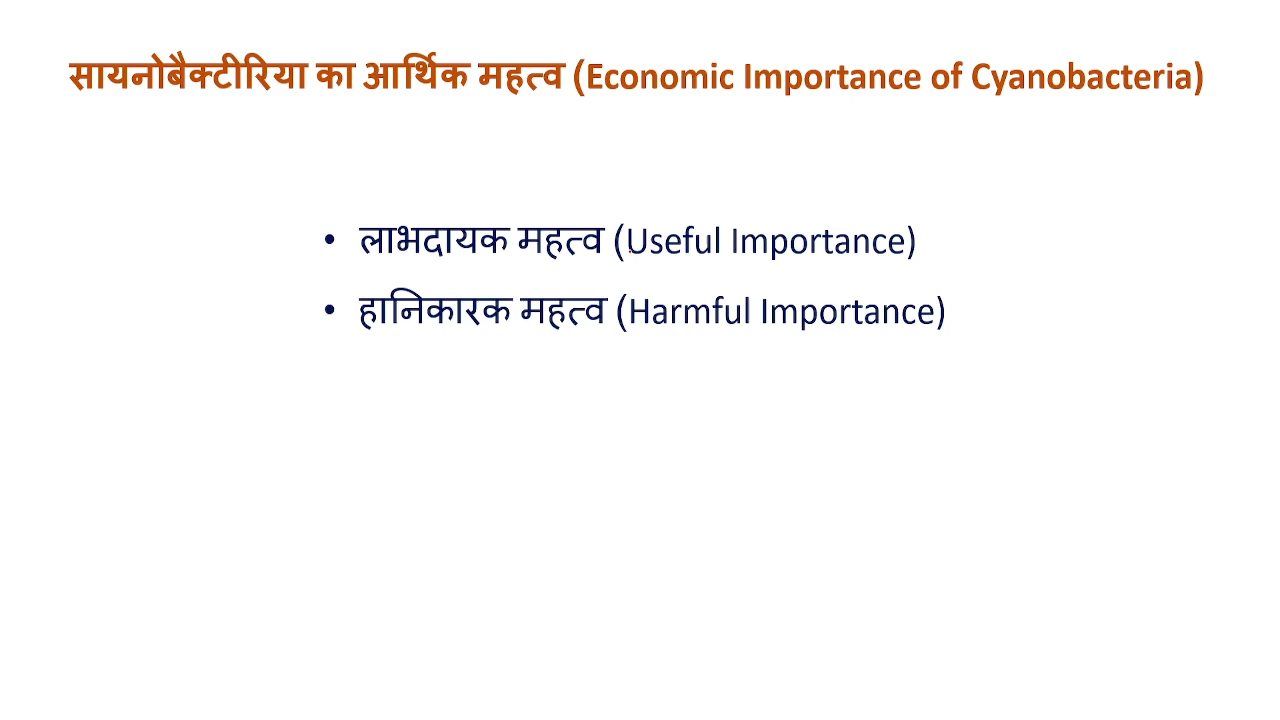 सायनोबैक्टीरिया का आर्थिक महत्व (Economic Importance of Cyanobacteria)
• लाभदायक महत्व (Useful Importance)
• हानिकारक महत्व (Harmful Importance)